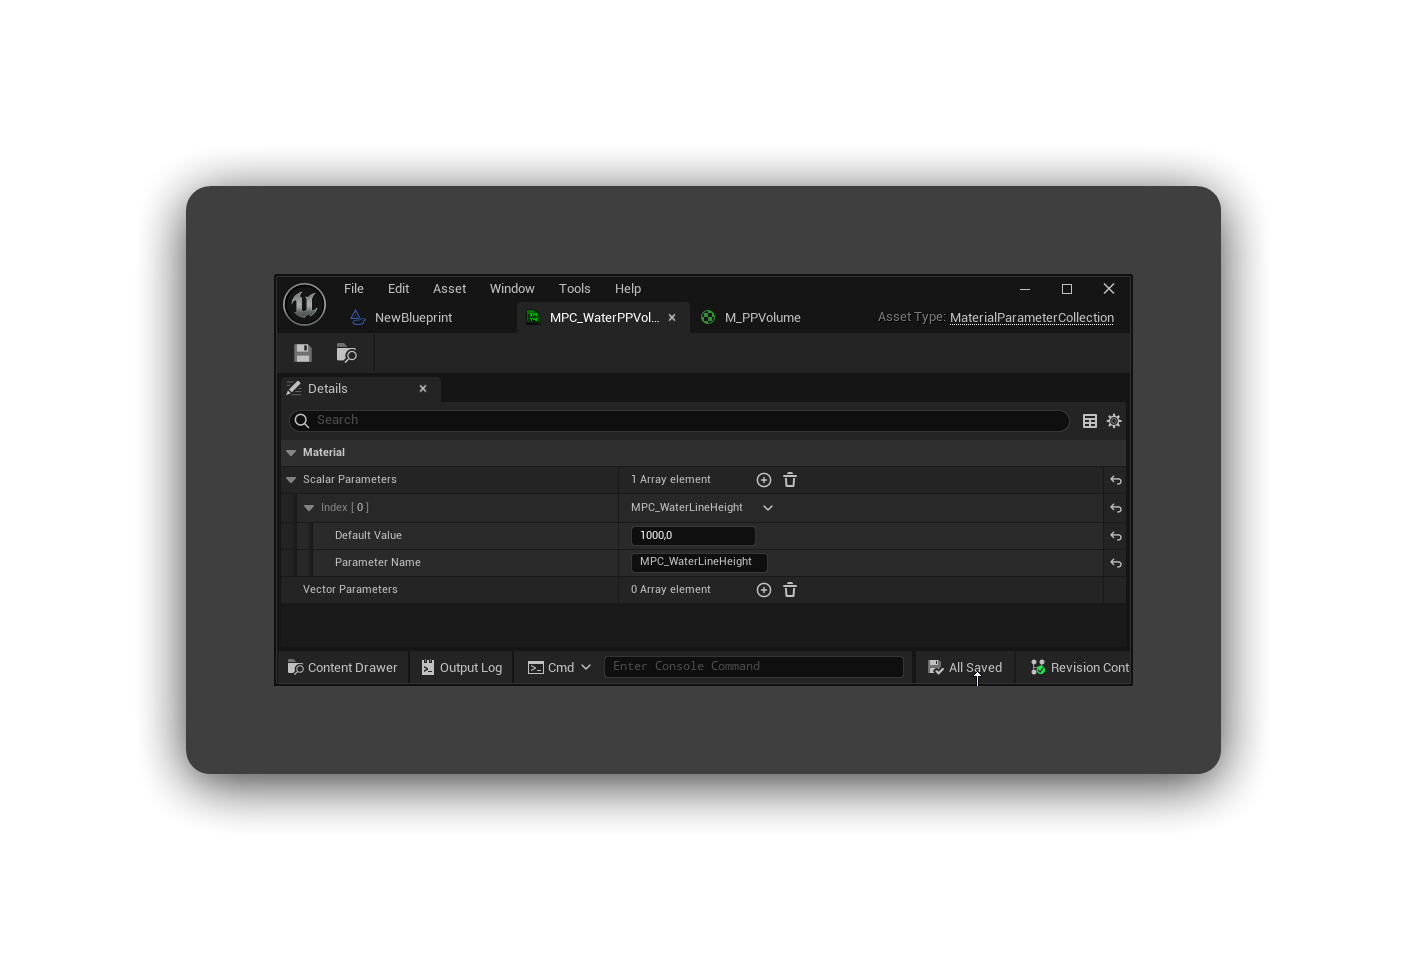 File Edit Asset Window Tools Help
NewBlueprint MPC_WaterPPVol... M_PPVolume Asset Type: MaterialParameterCollection
Details
Search
Material
Scalar Parameters 1 Array element
Index [ 0 ] MPC_WaterLineHeight
Default Value 1000,0
Parameter Name MPC_WaterLineHeight
Vector Parameters 0 Array element
Content Drawer Output Log Cmd Enter Console Command All Saved Revision Cont